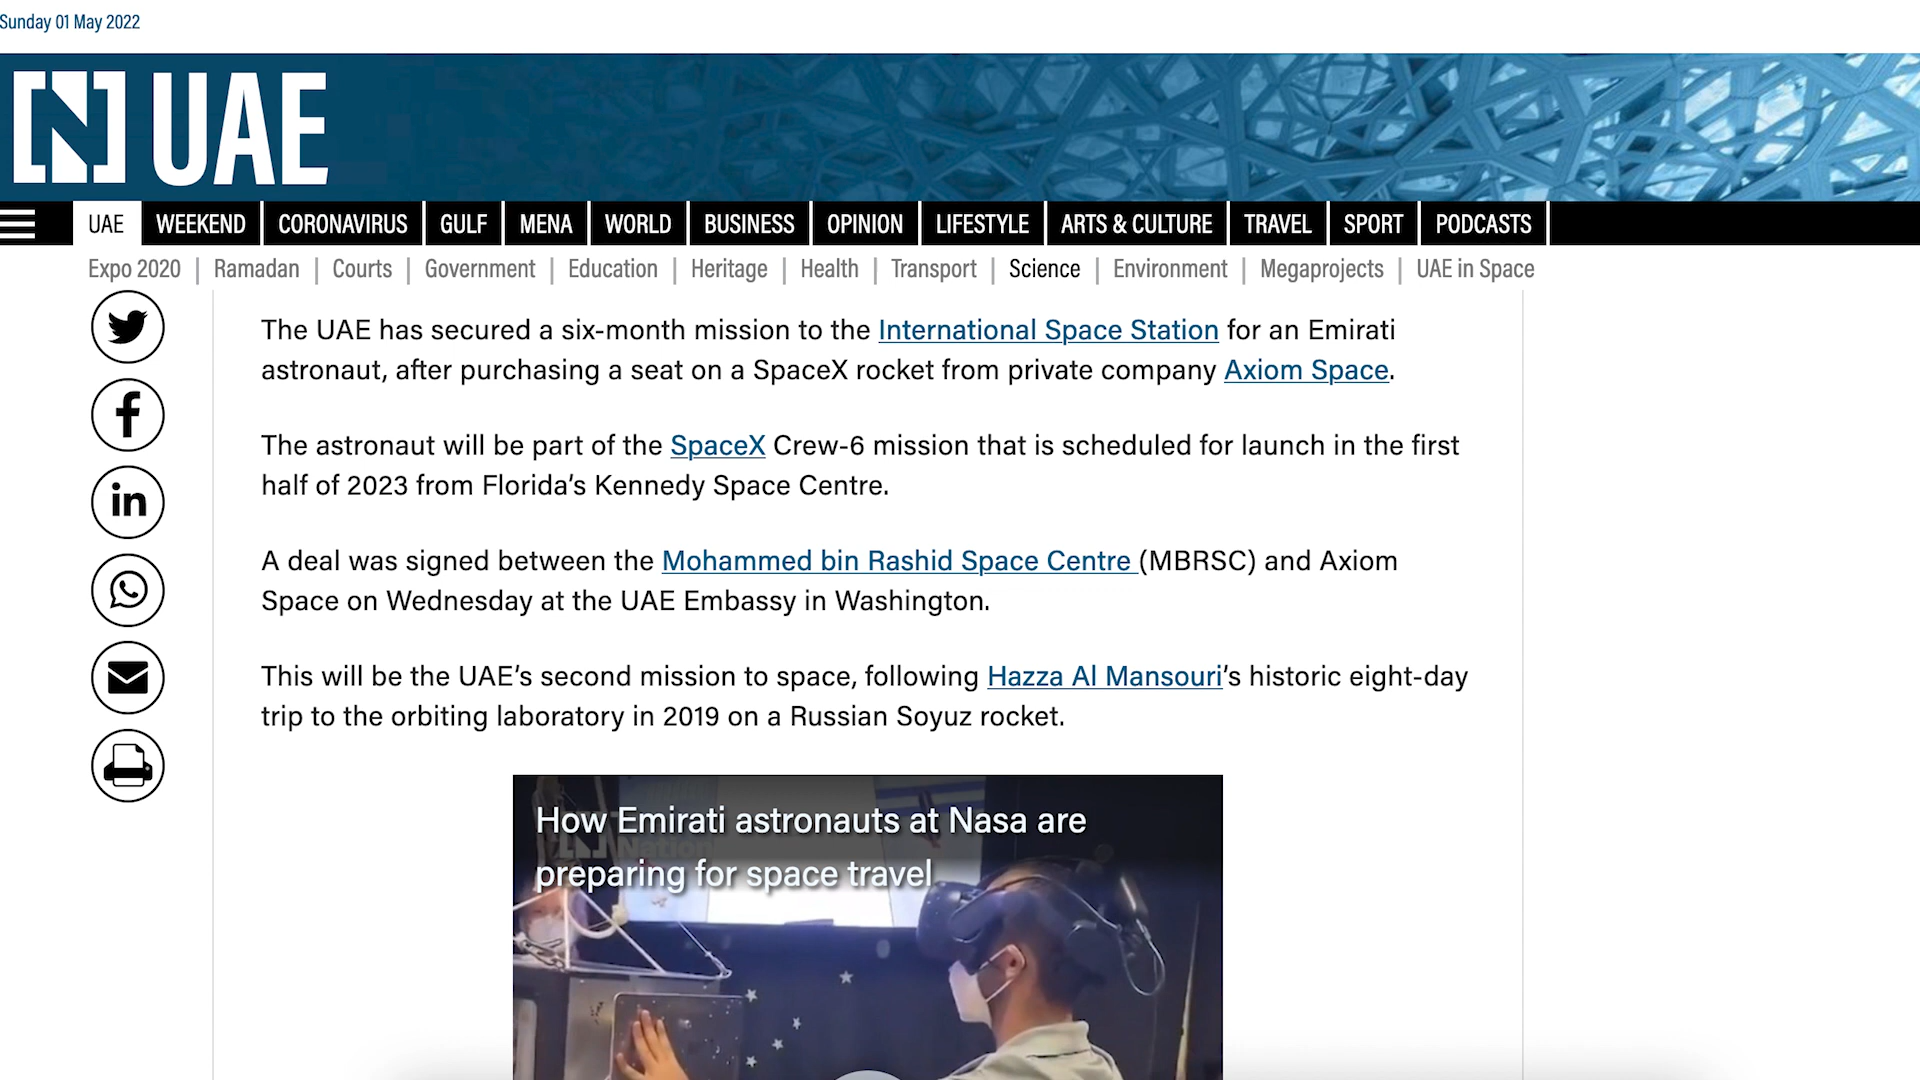 Sunday 01 May 2022
N UAE
UAE WEEKEND CORONAVIRUS GULF MENA WORLD BUSINESS OPINION LIFESTYLE ARTS & CULTURE TRAVEL SPORT PODCASTS
Expo 2020 | Ramadan | Courts | Government | Education | Heritage | Health | Transport | Science | Environment | Megaprojects | UAE in Space
The UAE has secured a six-month mission to the International Space Station for an Emirati
astronaut, after purchasing a seat on a SpaceX rocket from private company Axiom Space.
The astronaut will be part of the SpaceX Crew-6 mission that is scheduled for launch in the first
half of 2023 from Florida’s Kennedy Space Centre.
A deal was signed between the Mohammed bin Rashid Space Centre (MBRSC) and Axiom
Space on Wednesday at the UAE Embassy in Washington.
This will be the UAE’s second mission to space, following Hazza Al Mansouri’s historic eight-day
trip to the orbiting laboratory in 2019 on a Russian Soyuz rocket.
How Emirati astronauts at Nasa are
preparing for space travel
N National
in